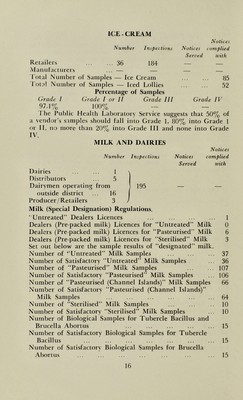 ICE-CREAM
Notices
Number Inspections Notices complied
Served with
Retailers ... 36 184 — —
Manufacturers — — — —
Total Number of Samples — Ice Cream ... 85
Total Number of Samples — Iced Lollies ... 52
Percentage of Samples
Grade I Grade I or II Grade III Grade IV
97.1% 100% — —
The Public Health Laboratory Service suggests that 50% of
a vendor's samples should fall into Grade 1, 80% into Grade 1
or II, no more than 20% into Grade III and none into Grade
IV.
MILK AND DAIRIES
Notices
Number Inspections Notices complied
Served with
Dairies ... 1
Distributors ... 5
Dairymen operating from 195 — —
outside district ... 16
Producer/Retailers ... 3
Milk (Special Designation) Regulations.
"Untreated" Dealers Licences ... 1
Dealers (Pre-packed milk) Licences for "Untreated" Milk 0
Dealers (Pre-packed milk) Licences for "Pasteurised" Milk 6
Dealers (Pre-packed milk) Licences for "Sterilised" Milk 3
Set out below are the sample results of "designated" milk.
Number of "Untreated" Milk Samples ... 37
Number of Satisfactory "Untreated" Milk Samples ... 36
Number of "Pasteurised" Milk Samples ... 107
Number of Satisfactory "Pasteurised" Milk Samples ... 106
Number of "Pasteurised (Channel Islands)" Milk Samples 66
Number of Satisfactory "Pasteurised (Channel Islands)"
Milk Samples ... 64
Number of "Sterilised" Milk Samples ... 10
Number of Satisfactory "Sterilised" Milk Samples ... 10
Number of Biological Samples for Tubercle Bacillus and
Brucella Abortus ... 15
Number of Satisfactory Biological Samples for Tubercle
Bacillus ... 15
Number of Satisfactory Biological Samples for Brucella
Abortus ... 15
16